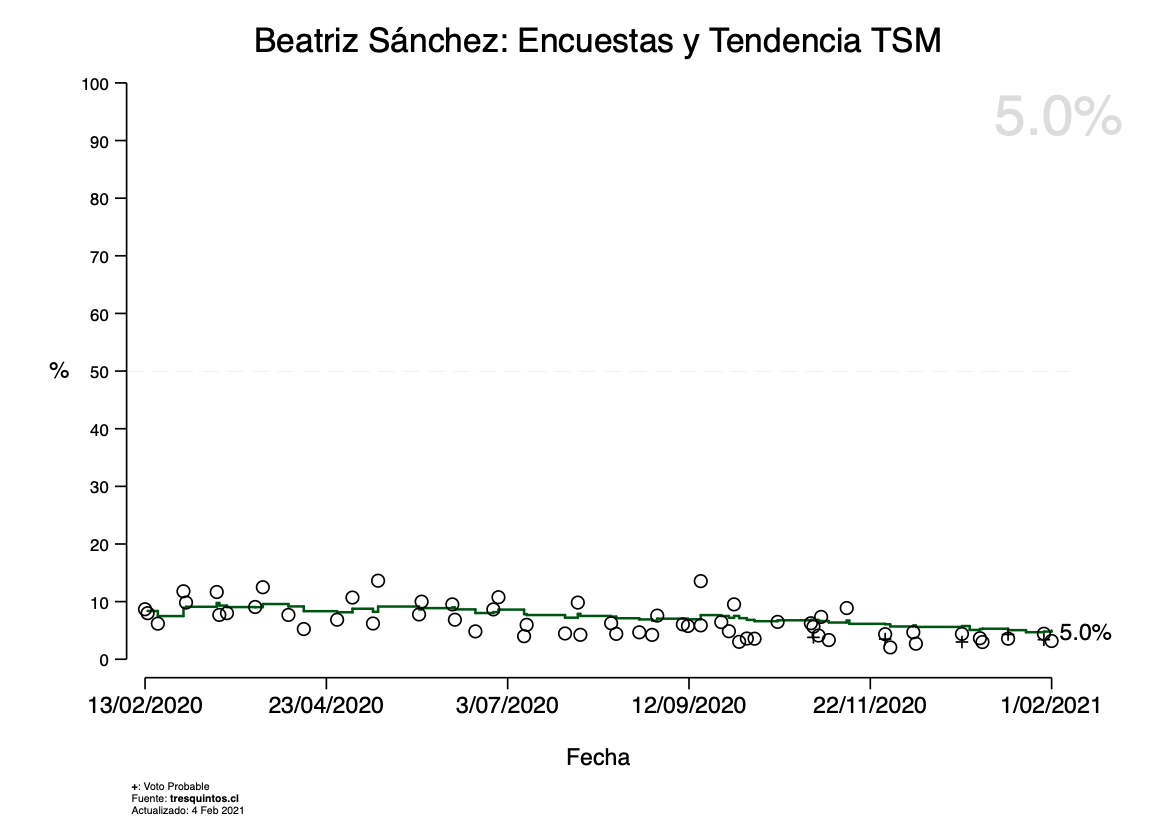 Beatriz Sánchez: Encuestas y Tendencia TSM
5.0%
100
90
80
70
60
% 50
40
30
20
10
0
5.0%
13/02/2020 23/04/2020 3/07/2020 12/09/2020 22/11/2020 1/02/2021
Fecha
+: Voto Probable
Fuente: tresquintos.cl
Actualizado: 4 Feb 2021